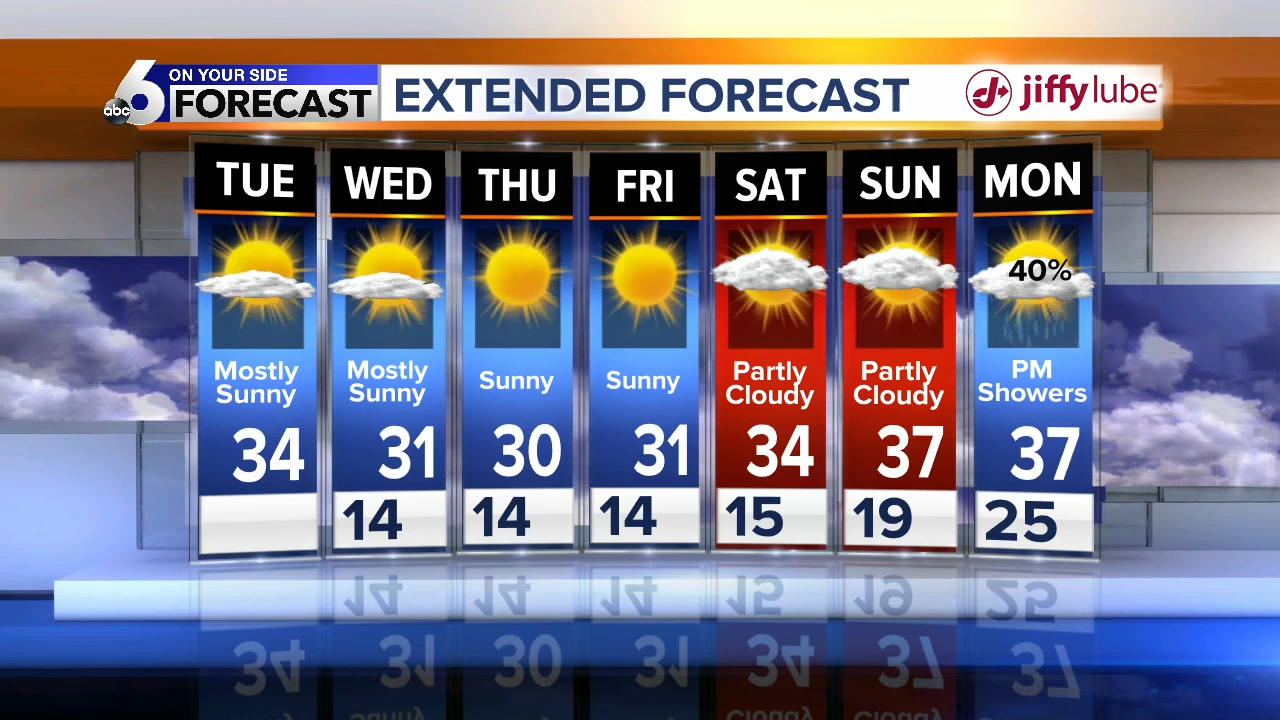 abc 6 ON YOUR SIDE
FORECAST
EXTENDED FORECAST
jiffylube®
TUE WED THU FRI SAT SUN MON
40%
Mostly Sunny
Mostly Sunny
Sunny
Sunny
Partly Cloudy
Partly Cloudy
PM Showers
34 31 30 31 34 37 37
14 14 14 15 19 25